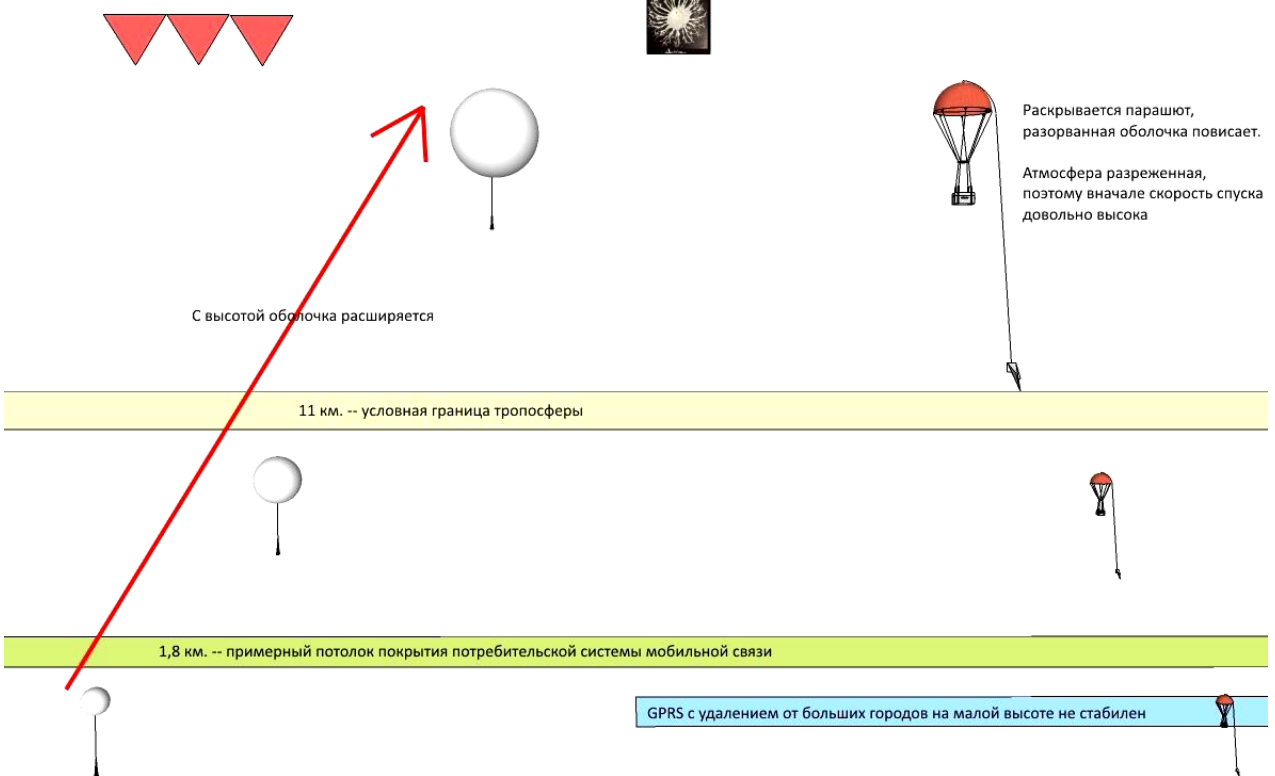 Раскрывается парашют,
разорванная оболочка повисает.
Атмосфера разреженная,
поэтому вначале скорость спуска
довольно высока
С высотой оболочка расширяется
11 км. -- условная граница тропосферы
1,8 км. -- примерный потолок покрытия потребительской системы мобильной связи
GPRS с удалением от больших городов на малой высоте не стабилен